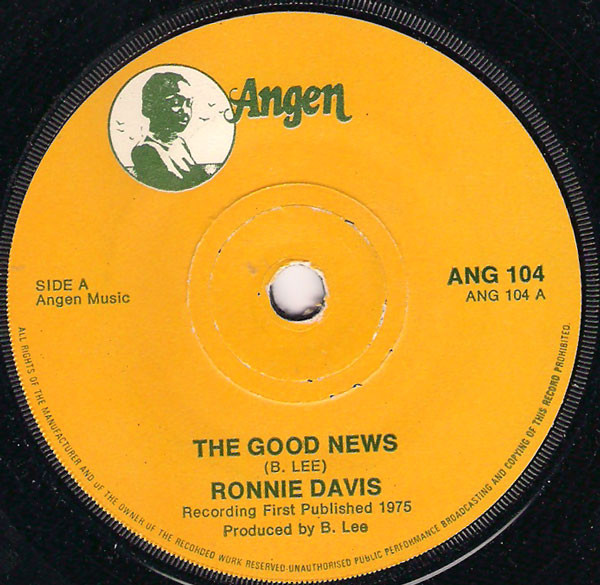 Angen
SIDE A
Angen Music
ANG 104
ANG 104 A
THE GOOD NEWS
(B. LEE)
RONNIE DAVIS
Recording First Published 1975
Produced by B. Lee
ALL RIGHTS OF THE MANUFACTURER AND OF THE OWNER OF THE RECORDED WORK RESERVED-UNAUTHORISED PUBLIC PERFORMANCE BROADCASTING AND COPYING OF THIS RECORD PROHIBITED.